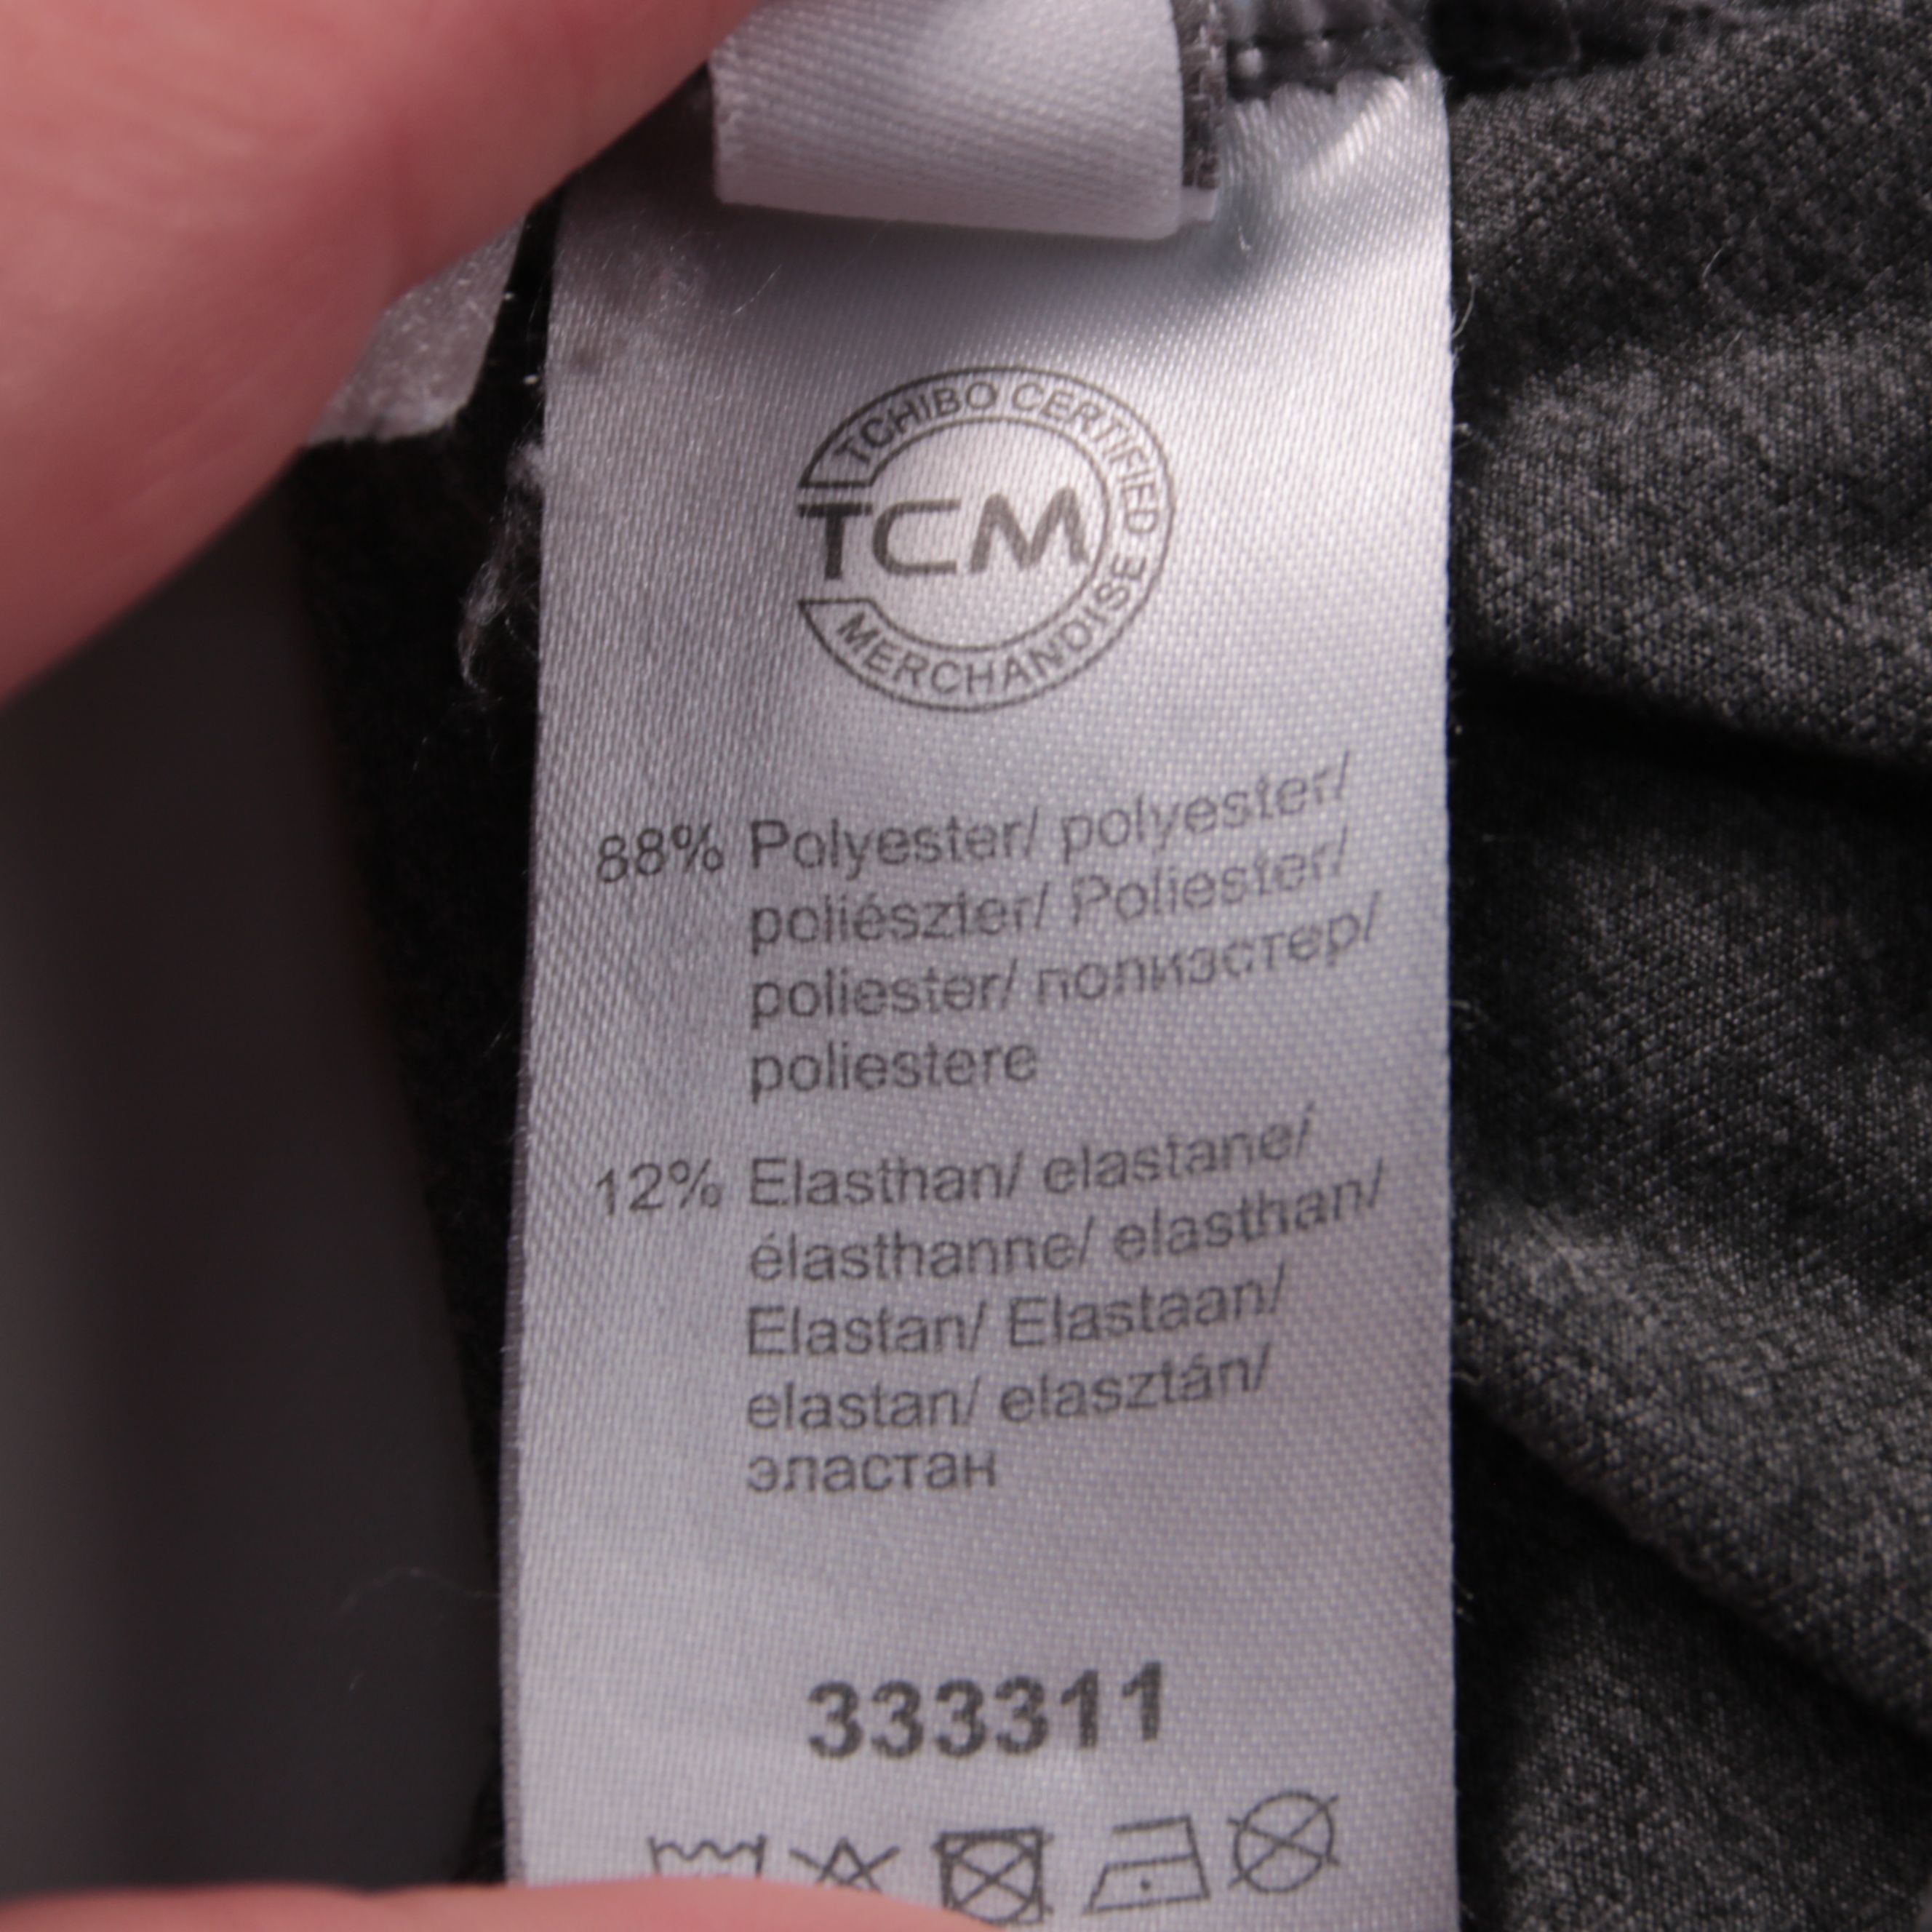 TCHIBO CERTIFIED
TCM
MERCHANDISE
88% Polyester/ polyester/
poliészter/ Poliester/
poliester/ полиэстер/
poliestere
12% Elasthan/ elastane/
élasthanne/ elasthan/
Elastan/ Elastaan/
elastan/ elasztán/
эластан
333311